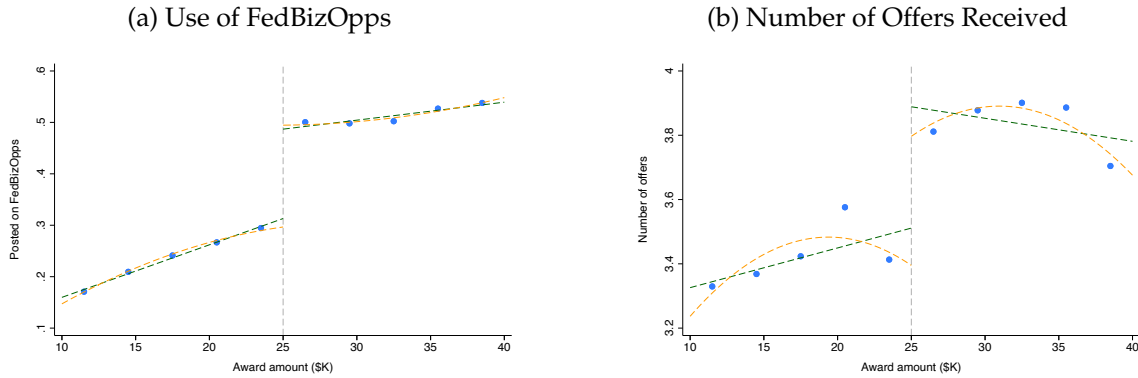 (a) Use of FedBizOpps
.6
.5
.4
.3
.2
.1
Posted on FedBizOpps
10 15 20 25 30 35 40
Award amount ($K)
(b) Number of Offers Received
4
3.8
3.6
3.4
3.2
Number of offers
10 15 20 25 30 35 40
Award amount ($K)